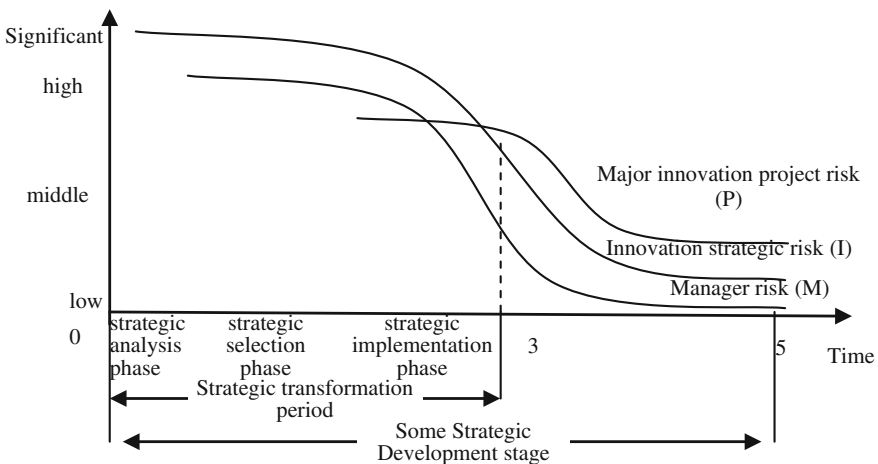 Significant
high
middle
low
0
Major innovation project risk
(P)
Innovation strategic risk (I)
Manager risk (M)
strategic
analysis
phase
strategic
selection
phase
strategic
implementation
phase
3
5
Time
Strategic transformation
period
Some Strategic
Development stage